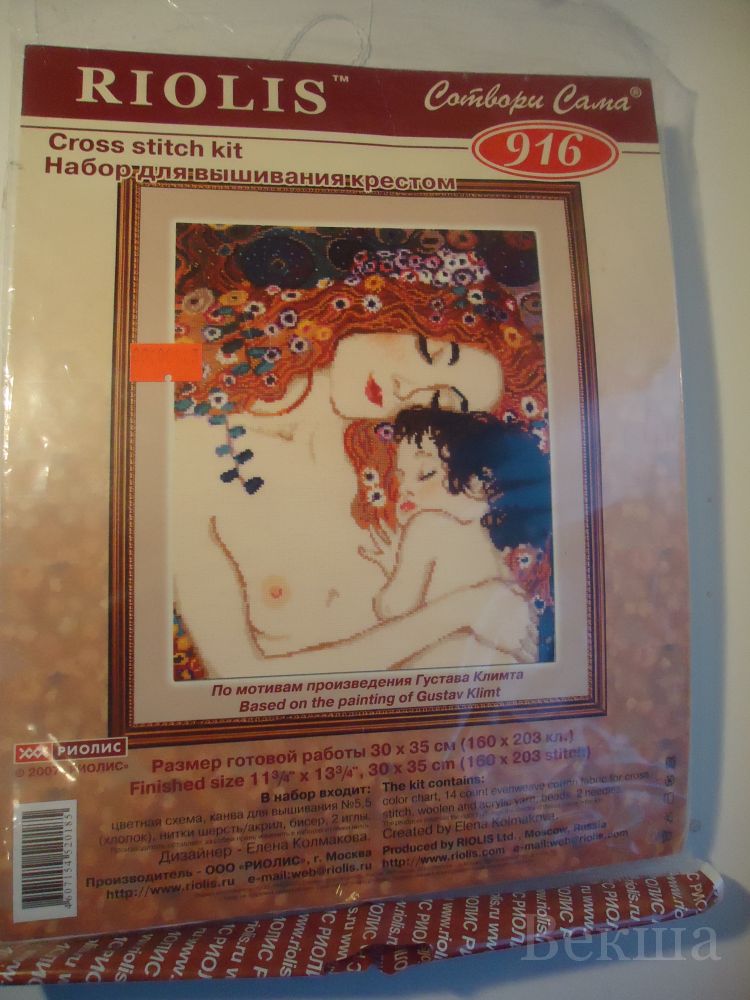 RIOLIS™
Сотвори Сама®
916
Cross stitch kit
Набор для вышивания крестом
По мотивам произведения Густава Климта
Based on the painting of Gustav Klimt
РИОЛИС
© 2007 «РИОЛИС»
Размер готовой работы 30 х 35 см (160 х 203 кл.)
Finished size 11¾" x 13¾", 30 x 35 cm (160 x 203 stitch.)
В набор входит:
цветная схема, канва для вышивания №5,5
(хлопок), нитки шерсть/акрил, бисер, 2 иглы.
Дизайнер - Елена Колмакова.
Производитель - ООО «РИОЛИС», г. Москва
http://www.riolis.ru e-mail:web@riolis.ru
The kit contains:
color chart, 14 count evenweave cotton fabric for cross
stitch, woolen and acrylic yarn, beads, 2 needles.
Created by Elena Kolmakova.
Produced by RIOLIS Ltd., Moscow, Russia
http://www.riolis.com e-mail:web@riolis.com
4607154520185
www.riolis
Векша